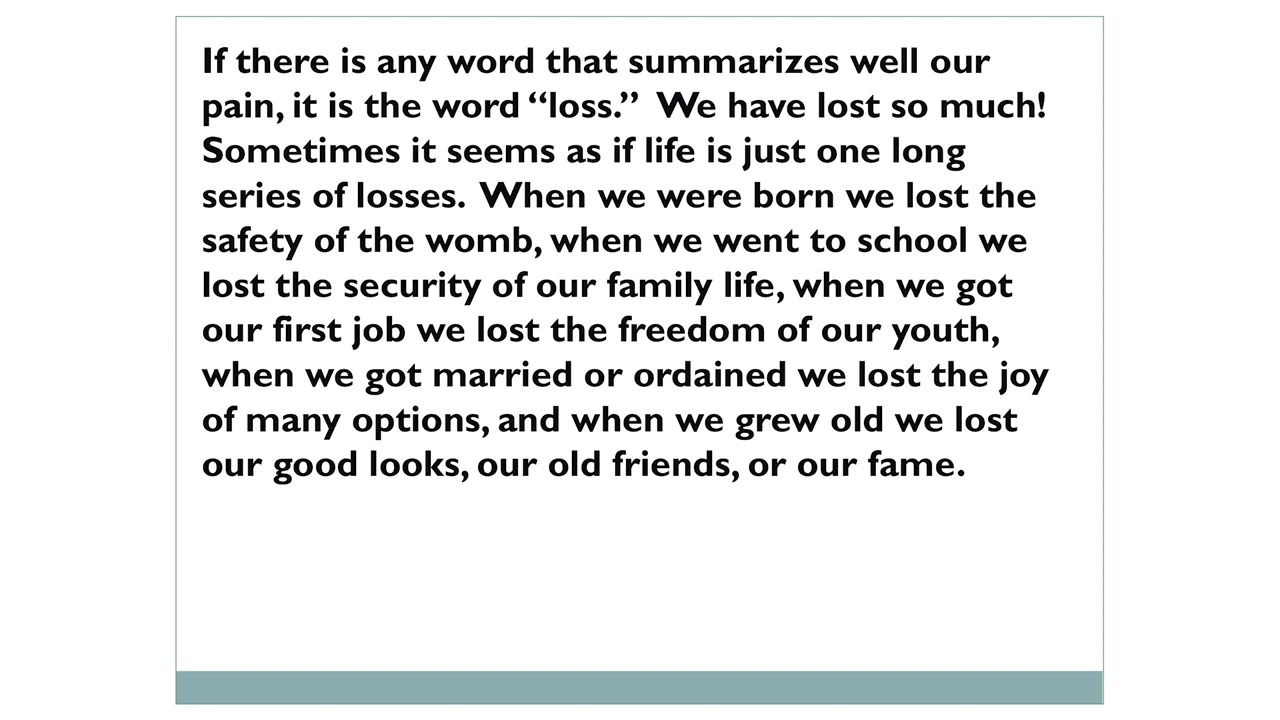 If there is any word that summarizes well our
pain, it is the word “loss.”  We have lost so much!
Sometimes it seems as if life is just one long
series of losses.  When we were born we lost the
safety of the womb, when we went to school we
lost the security of our family life, when we got
our first job we lost the freedom of our youth,
when we got married or ordained we lost the joy
of many options, and when we grew old we lost
our good looks, our old friends, or our fame.